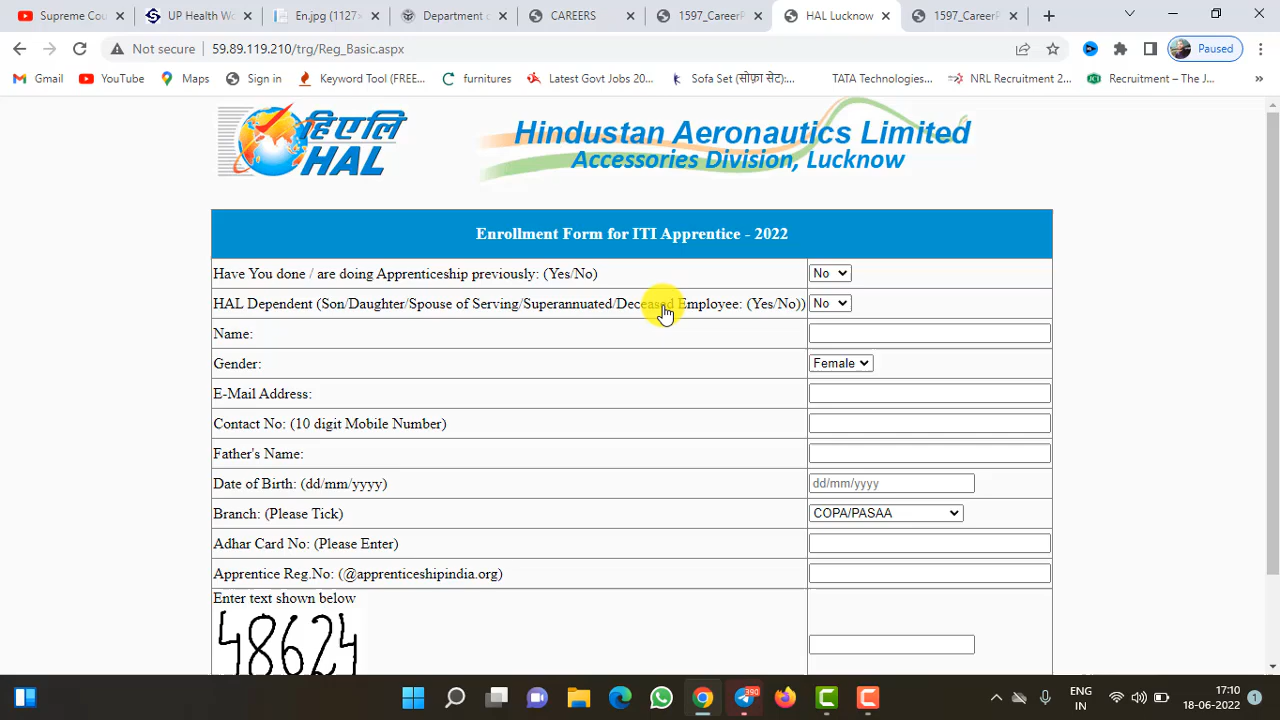 Supreme Cou
UP Health Wo
En.jpg (1127×
Department o
CAREERS
1597_CareerP
HAL Lucknow
1597_CareerP
Not secure
59.89.119.210/trg/Reg_Basic.aspx
Paused
Gmail
YouTube
Maps
Sign in
Keyword Tool (FREE...
furnitures
Latest Govt Jobs 20...
Sofa Set (सोफ़ा सेट):...
TATA Technologies...
NRL Recruitment 2...
Recruitment – The J...
»
हिएएलि
HAL
Hindustan Aeronautics Limited
Accessories Division, Lucknow
Enrollment Form for ITI Apprentice - 2022
Have You done / are doing Apprenticeship previously: (Yes/No)
No
HAL Dependent (Son/Daughter/Spouse of Serving/Superannuated/Deceased Employee: (Yes/No))
No
Name:
Gender:
Female
E-Mail Address:
Contact No: (10 digit Mobile Number)
Father's Name:
Date of Birth: (dd/mm/yyyy)
dd/mm/yyyy
Branch: (Please Tick)
COPA/PASAA
Adhar Card No: (Please Enter)
Apprentice Reg.No: (@apprenticeshipindia.org)
Enter text shown below
48624
390
ENG
IN
17:10
18-06-2022
1